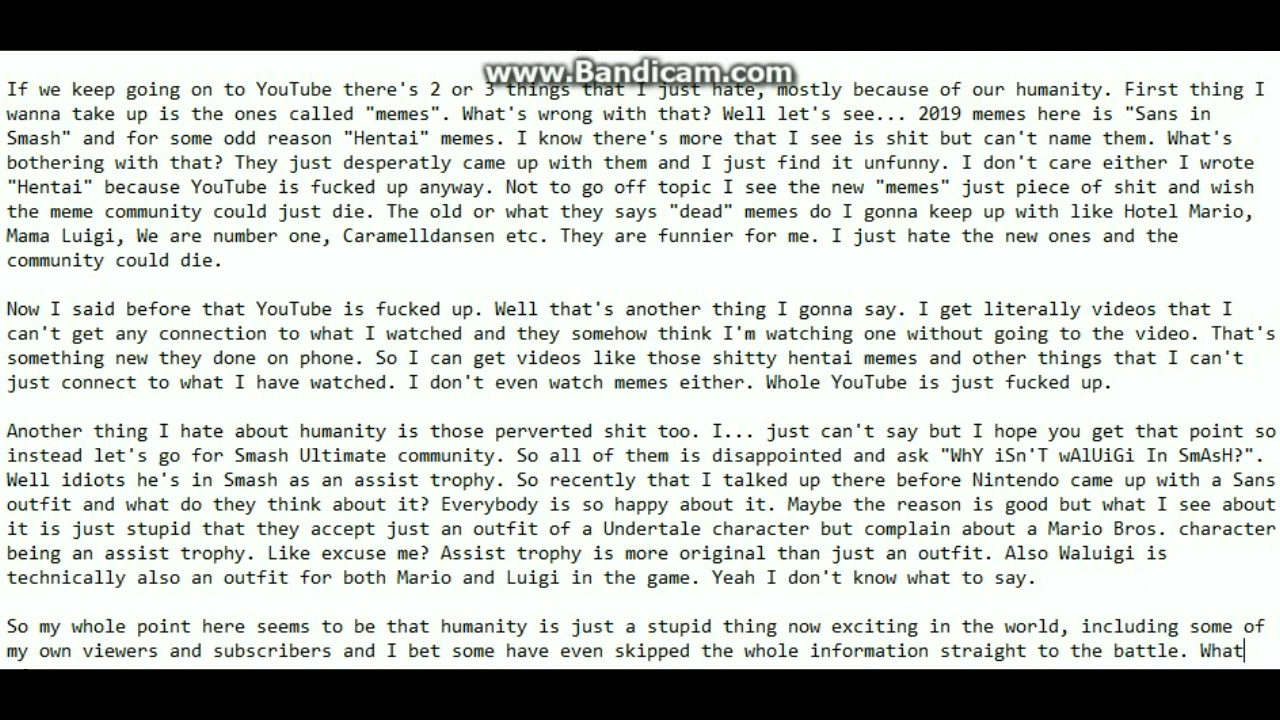 www.Bandicam.com
If we keep going on to YouTube there's 2 or 3 things that I just hate, mostly because of our humanity. First thing I
wanna take up is the ones called "memes". What's wrong with that? Well let's see... 2019 memes here is "Sans in
Smash" and for some odd reason "Hentai" memes. I know there's more that I see is shit but can't name them. What's
bothering with that? They just desperatly came up with them and I just find it unfunny. I don't care either I wrote
"Hentai" because YouTube is fucked up anyway. Not to go off topic I see the new "memes" just piece of shit and wish
the meme community could just die. The old or what they says "dead" memes do I gonna keep up with like Hotel Mario,
Mama Luigi, We are number one, Caramelldansen etc. They are funnier for me. I just hate the new ones and the
community could die.
Now I said before that YouTube is fucked up. Well that's another thing I gonna say. I get literally videos that I
can't get any connection to what I watched and they somehow think I'm watching one without going to the video. That's
something new they done on phone. So I can get videos like those shitty hentai memes and other things that I can't
just connect to what I have watched. I don't even watch memes either. Whole YouTube is just fucked up.
Another thing I hate about humanity is those perverted shit too. I... just can't say but I hope you get that point so
instead let's go for Smash Ultimate community. So all of them is disappointed and ask "WhY iSn'T wAlUiGi In SmAsH?".
Well idiots he's in Smash as an assist trophy. So recently that I talked up there before Nintendo came up with a Sans
outfit and what do they think about it? Everybody is so happy about it. Maybe the reason is good but what I see about
it is just stupid that they accept just an outfit of a Undertale character but complain about a Mario Bros. character
being an assist trophy. Like excuse me? Assist trophy is more original than just an outfit. Also Waluigi is
technically also an outfit for both Mario and Luigi in the game. Yeah I don't know what to say.
So my whole point here seems to be that humanity is just a stupid thing now exciting in the world, including some of
my own viewers and subscribers and I bet some have even skipped the whole information straight to the battle. What